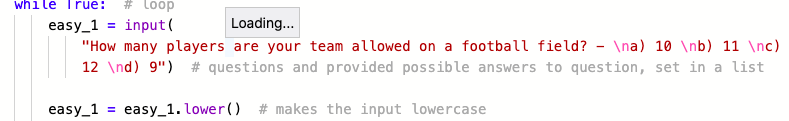 while True:  # loop
easy_1 = input(
Loading...
"How many players are your team allowed on a football field? – \na) 10 \nb) 11 \nc)
12 \nd) 9")  # questions and provided possible answers to question, set in a list
easy_1 = easy_1.lower()  # makes the input lowercase